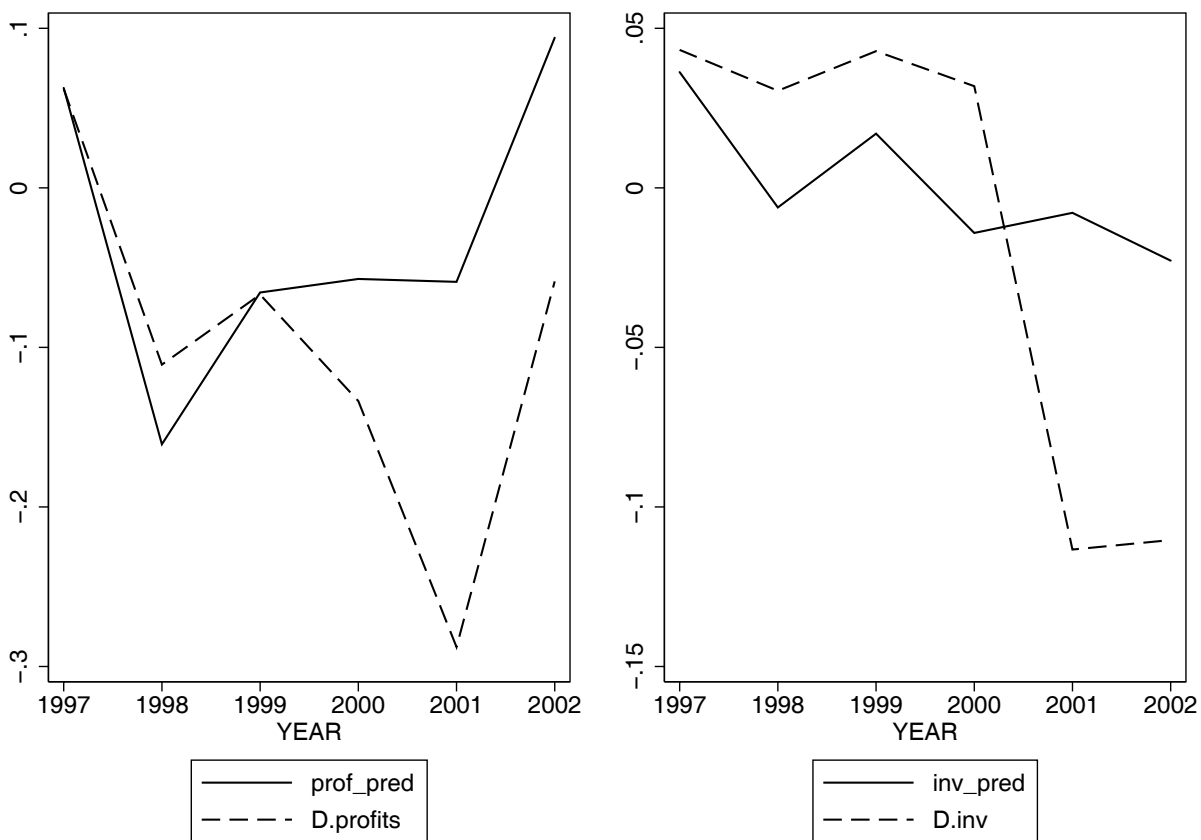 .1
0
−.1
−.2
−.3
1997 1998 1999 2000 2001 2002
YEAR
prof_pred
D.profits
.05
0
−.05
−.1
−.15
1997 1998 1999 2000 2001 2002
YEAR
inv_pred
D.inv